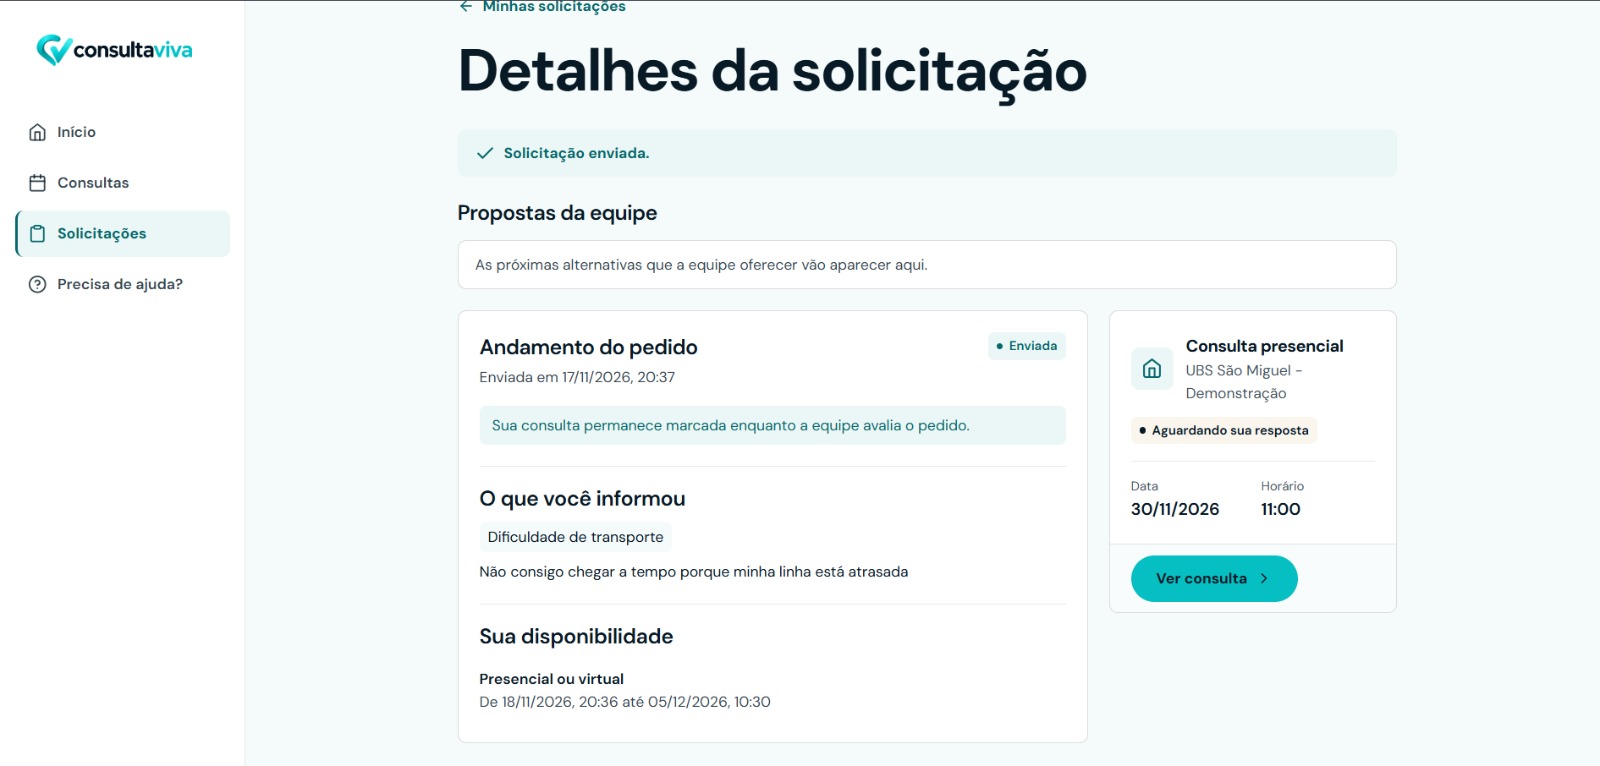 consultaviva
Início
Consultas
Solicitações
Precisa de ajuda?
Minhas solicitações
Detalhes da solicitação
Solicitação enviada.
Propostas da equipe
As próximas alternativas que a equipe oferecer vão aparecer aqui.
Andamento do pedido
Enviada
Enviada em 17/11/2026, 20:37
Sua consulta permanece marcada enquanto a equipe avalia o pedido.
O que você informou
Dificuldade de transporte
Não consigo chegar a tempo porque minha linha está atrasada
Sua disponibilidade
Presencial ou virtual
De 18/11/2026, 20:36 até 05/12/2026, 10:30
Consulta presencial
UBS São Miguel -
Demonstração
Aguardando sua resposta
Data
Horário
30/11/2026
11:00
Ver consulta